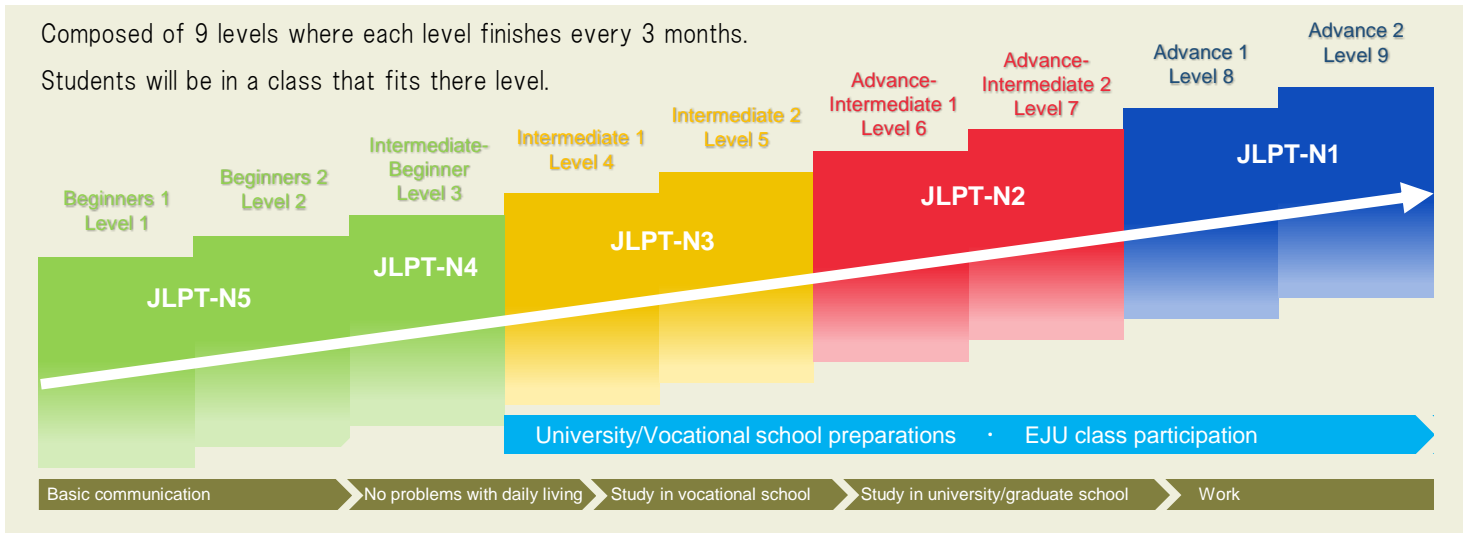 Composed of 9 levels where each level finishes every 3 months.
Students will be in a class that fits there level.
Beginners 1
Level 1
Beginners 2
Level 2
Intermediate-
Beginner
Level 3
Intermediate 1
Level 4
Intermediate 2
Level 5
Advance-
Intermediate 1
Level 6
Advance-
Intermediate 2
Level 7
Advance 1
Level 8
Advance 2
Level 9
JLPT-N5
JLPT-N4
JLPT-N3
JLPT-N2
JLPT-N1
University/Vocational school preparations ・ EJU class participation
Basic communication
No problems with daily living
Study in vocational school
Study in university/graduate school
Work